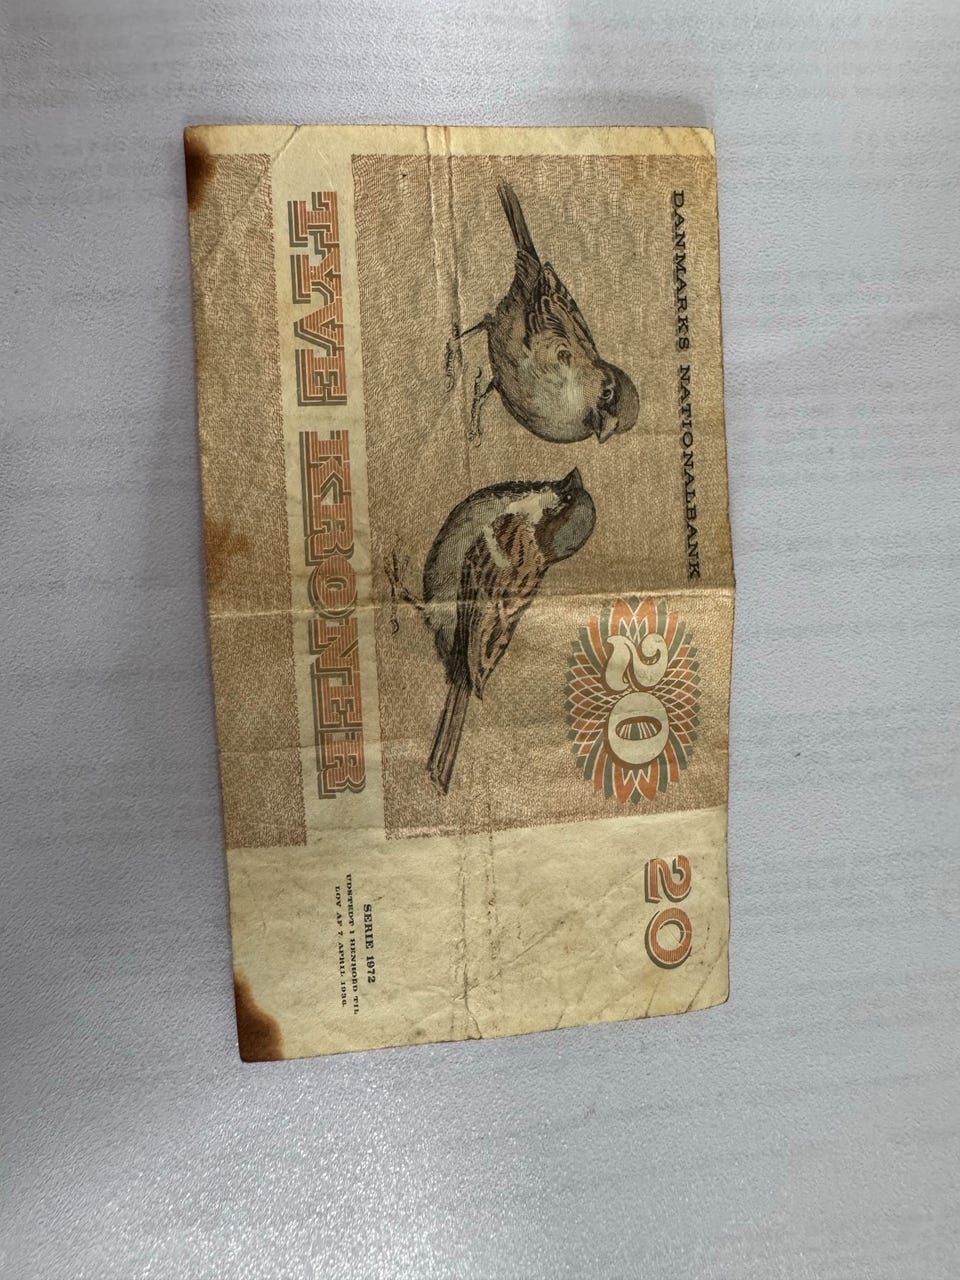 DANMARKS NATIONALBANK
20
20
TYVE KRONER
SERIE 1972
UDSTEDT I HENHOLD TIL
LOV AF 7. APRIL 1936.